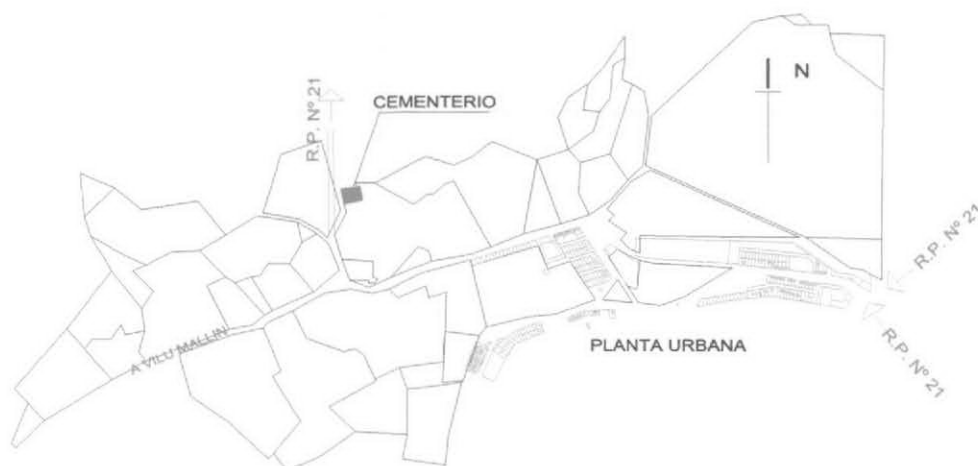 N
R.P. Nº 21
CEMENTERIO
R.P. Nº 21
A VILU MALLIN
PLANTA URBANA
R.P. Nº 21